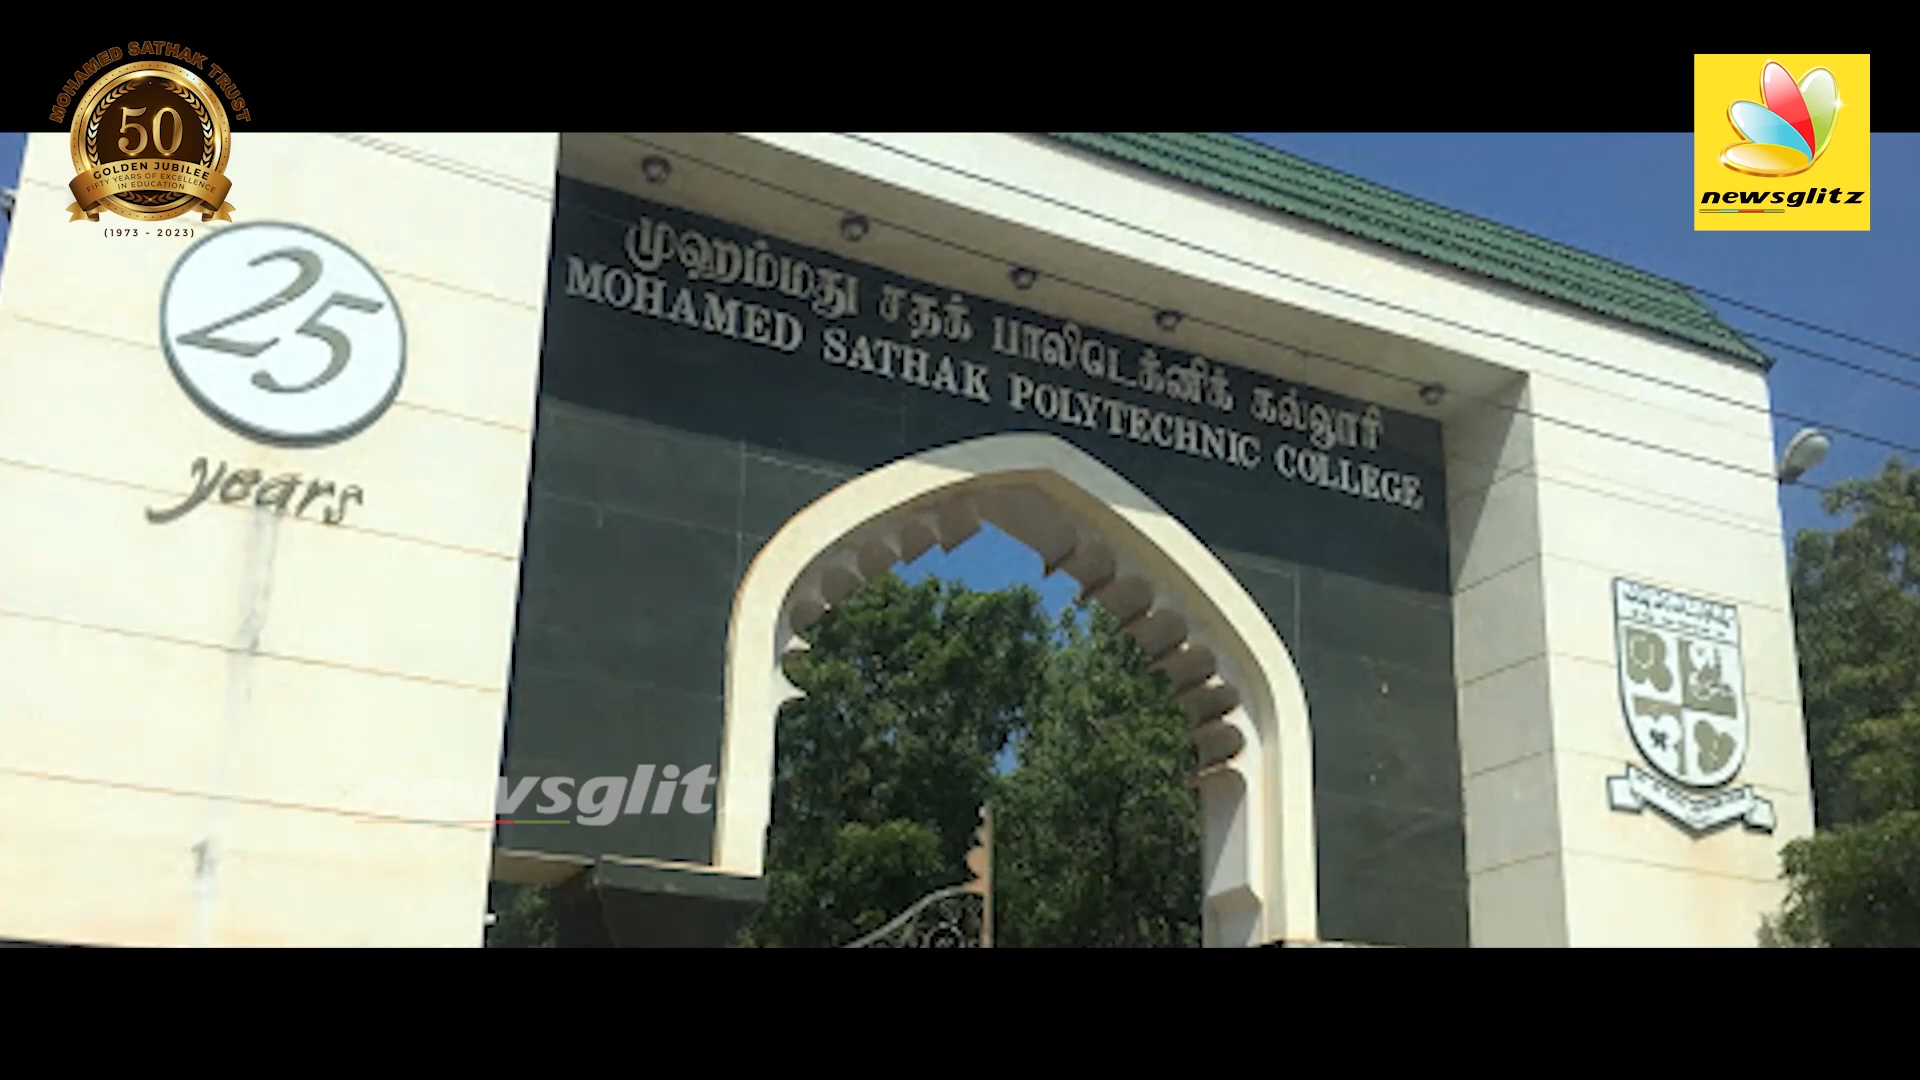 MOHAMED SATHAK TRUST
50
GOLDEN JUBILEE
FIFTY YEARS OF EXCELLENCE
IN EDUCATION
(1973 - 2023)
newsglitz
25
years
முஹம்மது சதக் பாலிடெக்னிக் கல்லூரி
MOHAMED SATHAK POLYTECHNIC COLLEGE
newsglitz